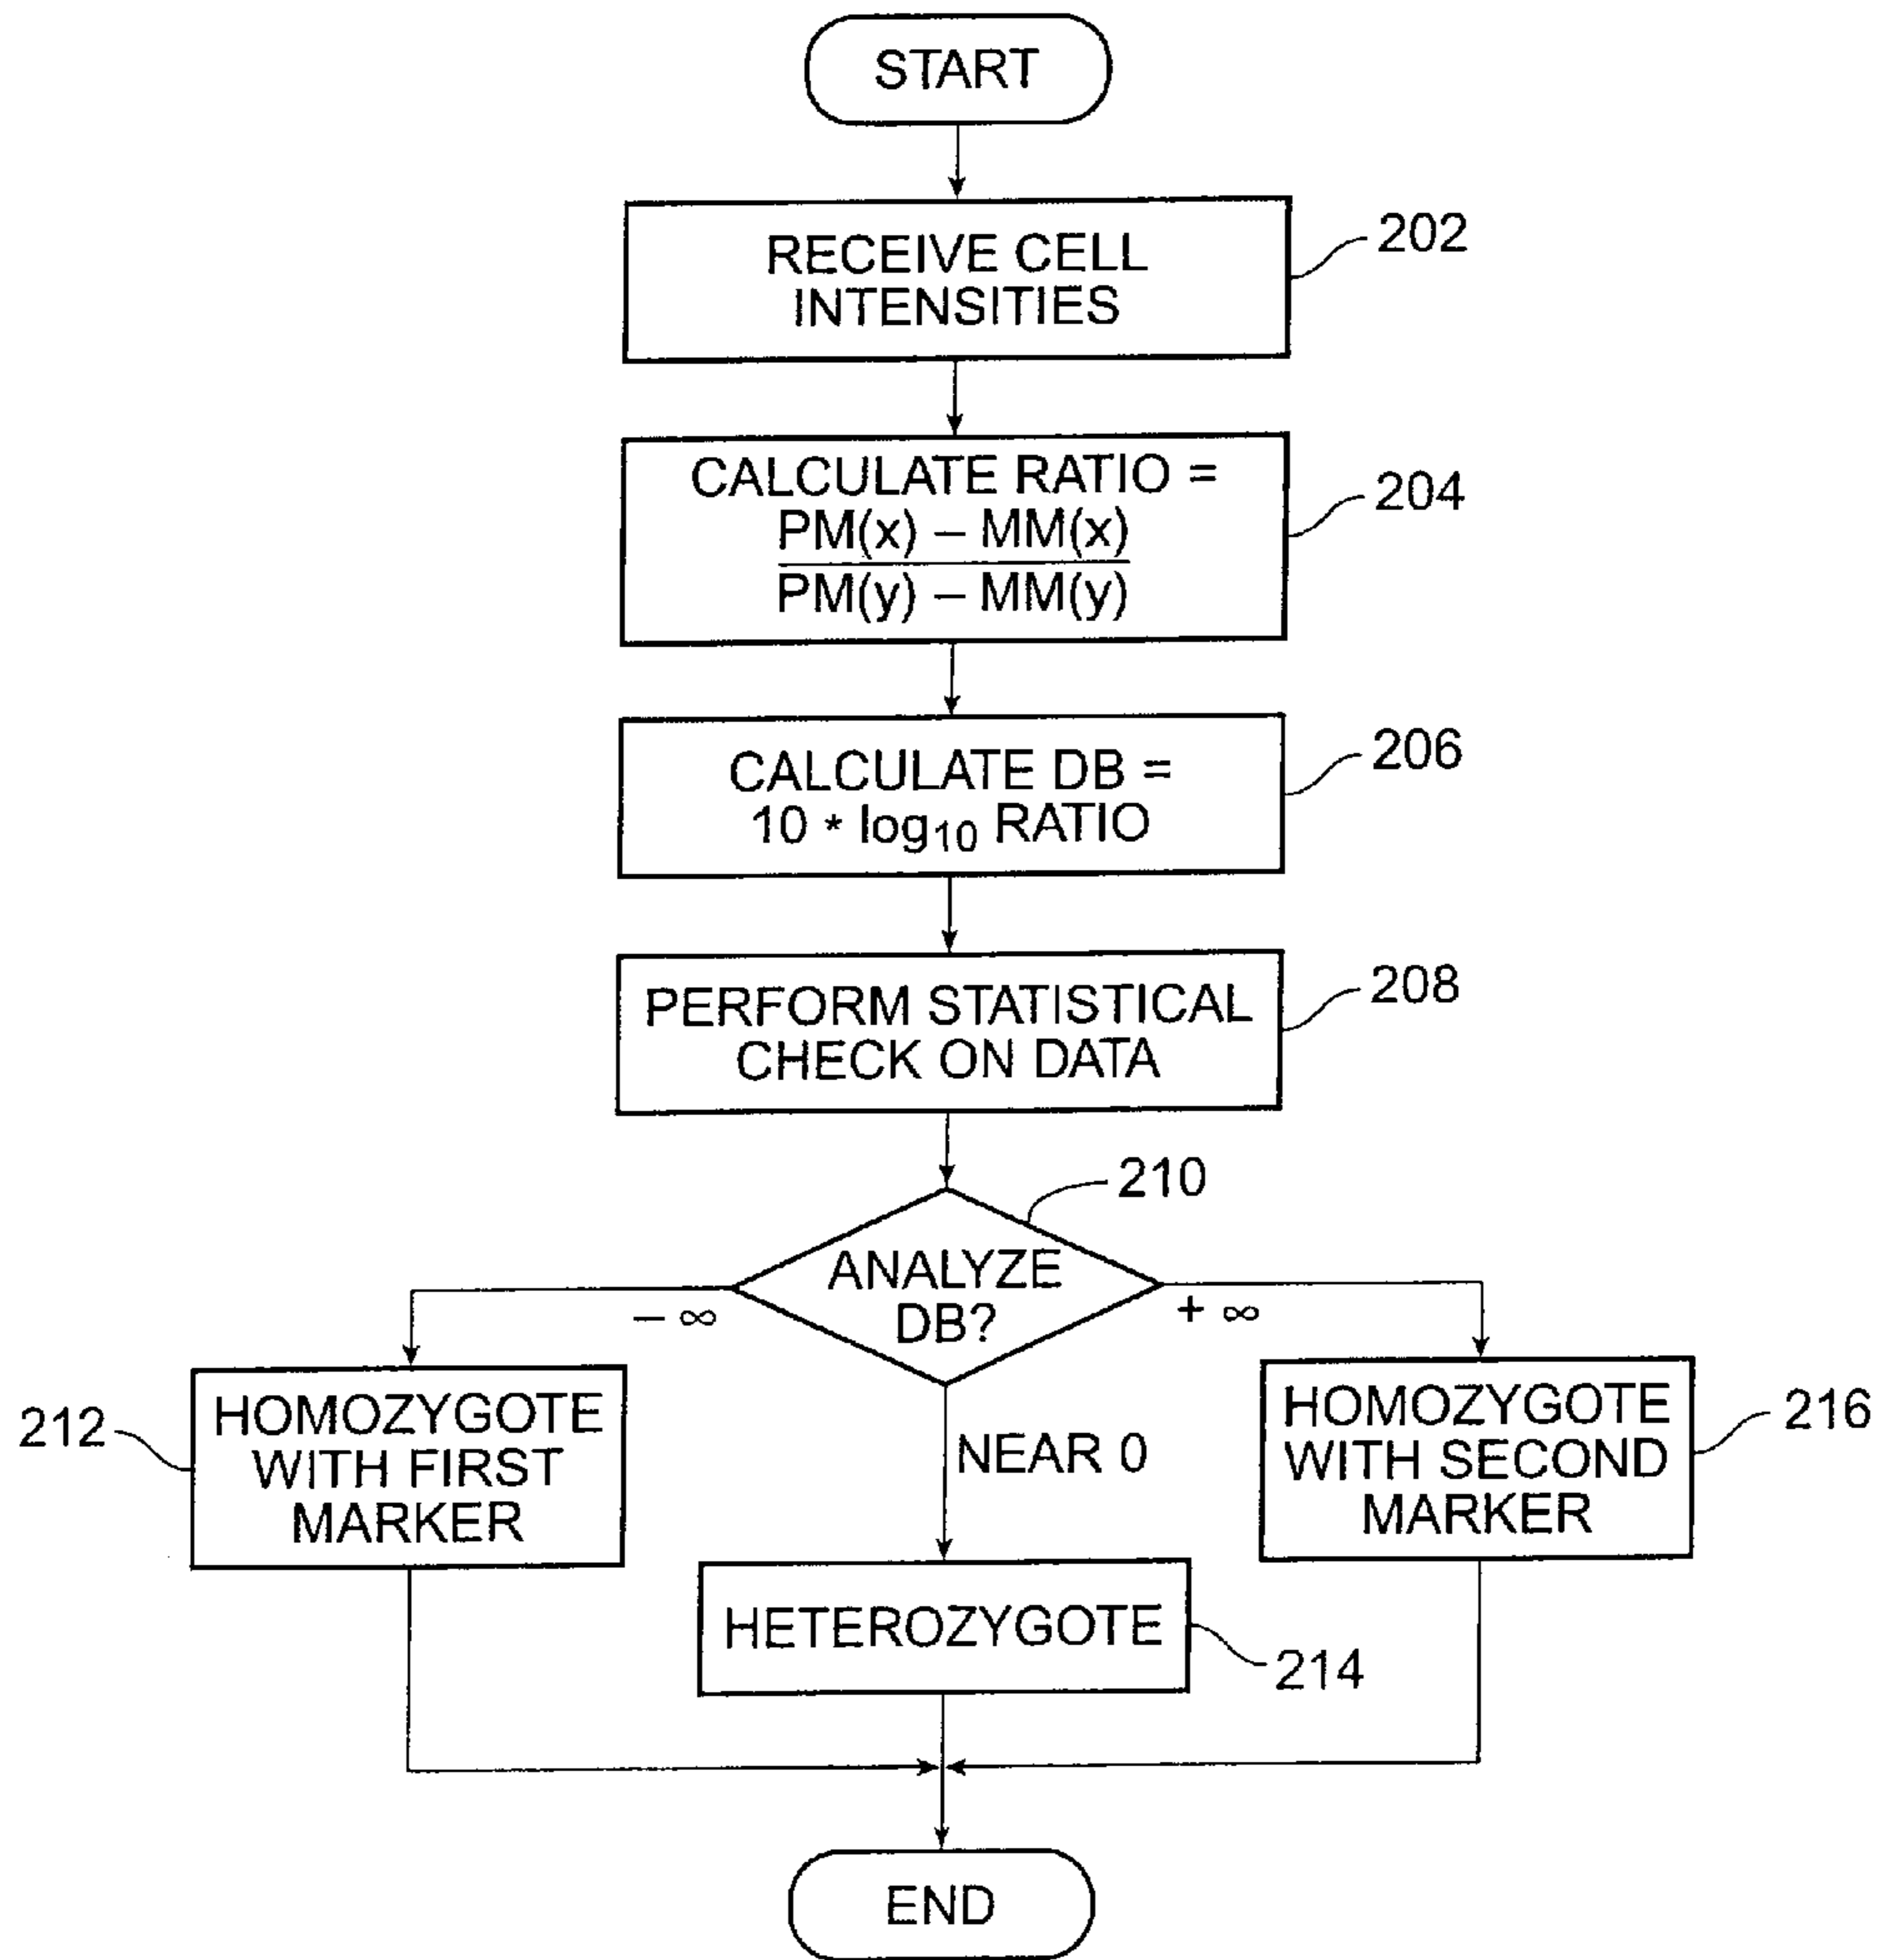 START
RECEIVE CELL
INTENSITIES
202
CALCULATE RATIO =
PM(x) – MM(x)
PM(y) – MM(y)
204
CALCULATE DB =
10 * log₁₀ RATIO
206
PERFORM STATISTICAL
CHECK ON DATA
208
210
ANALYZE
DB?
– ∞
+ ∞
NEAR 0
212
HOMOZYGOTE
WITH FIRST
MARKER
HOMOZYGOTE
WITH SECOND
MARKER
216
HETEROZYGOTE
214
END